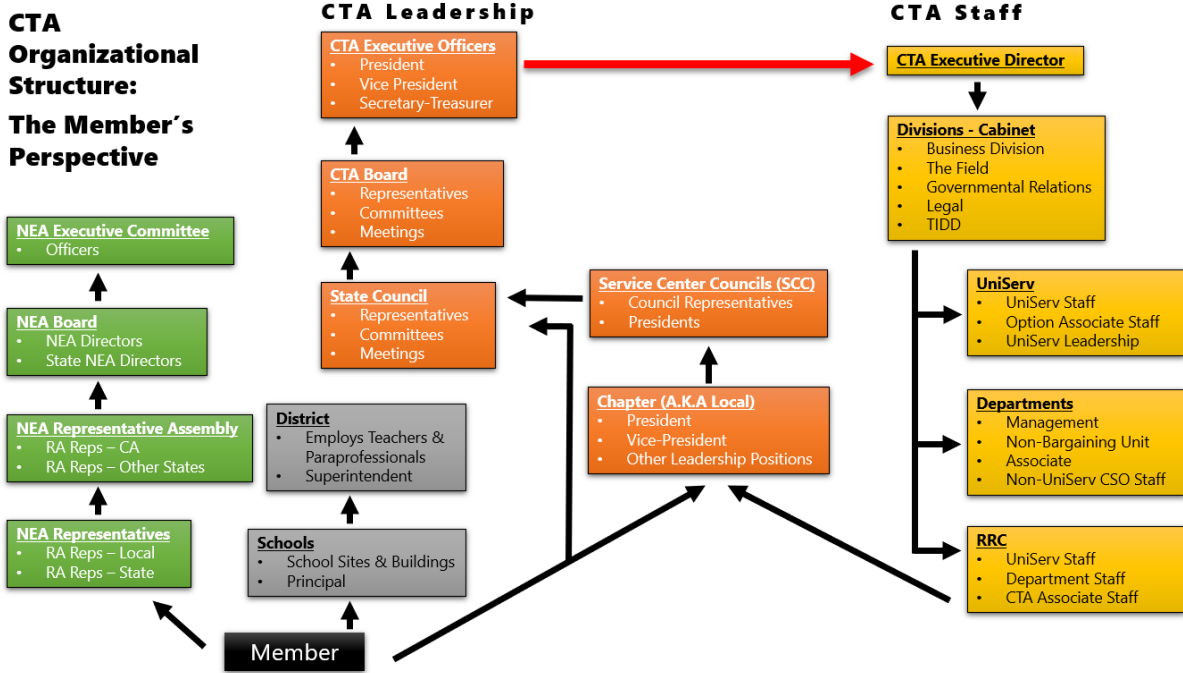 CTA
Organizational
Structure:
The Member´s
Perspective
CTA Leadership
CTA Staff
CTA Executive Officers
• President
• Vice President
• Secretary-Treasurer
CTA Executive Director
CTA Board
• Representatives
• Committees
• Meetings
Divisions - Cabinet
• Business Division
• The Field
• Governmental Relations
• Legal
• TIDD
NEA Executive Committee
• Officers
State Council
• Representatives
• Committees
• Meetings
Service Center Councils (SCC)
• Council Representatives
• Presidents
UniServ
• UniServ Staff
• Option Associate Staff
• UniServ Leadership
NEA Board
• NEA Directors
• State NEA Directors
NEA Representative Assembly
• RA Reps – CA
• RA Reps – Other States
District
• Employs Teachers &
Paraprofessionals
• Superintendent
Chapter (A.K.A Local)
• President
• Vice-President
• Other Leadership Positions
Departments
• Management
• Non-Bargaining Unit
• Associate
• Non-UniServ CSO Staff
NEA Representatives
• RA Reps – Local
• RA Reps – State
Schools
• School Sites & Buildings
• Principal
RRC
• UniServ Staff
• Department Staff
• CTA Associate Staff
Member